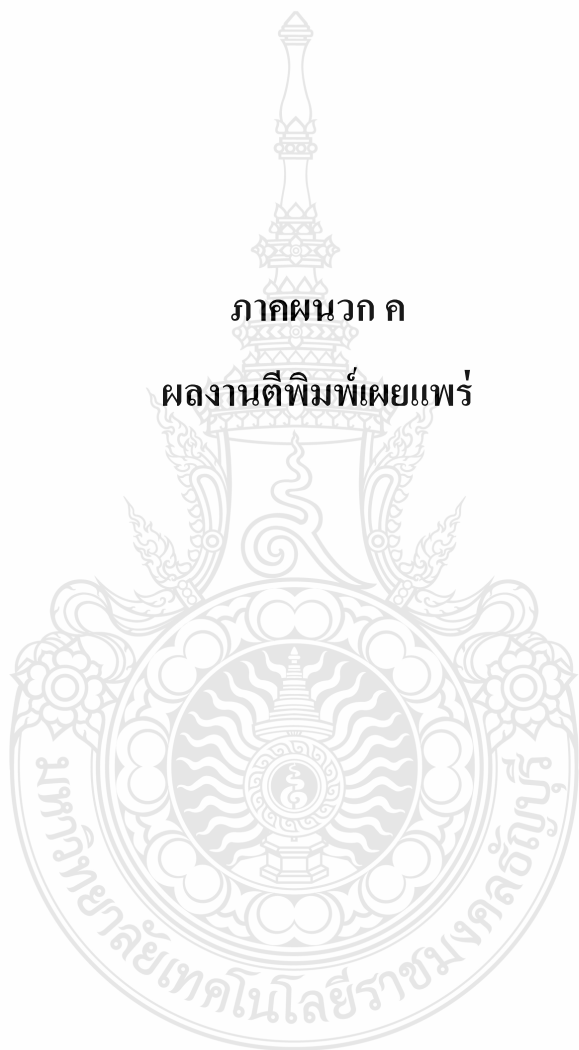 ภาคผนวก ค
ผลงานตีพิมพ์เผยแพร่
มหาวิทยาลัยเทคโนโลยีราชมงคลธัญบุรี